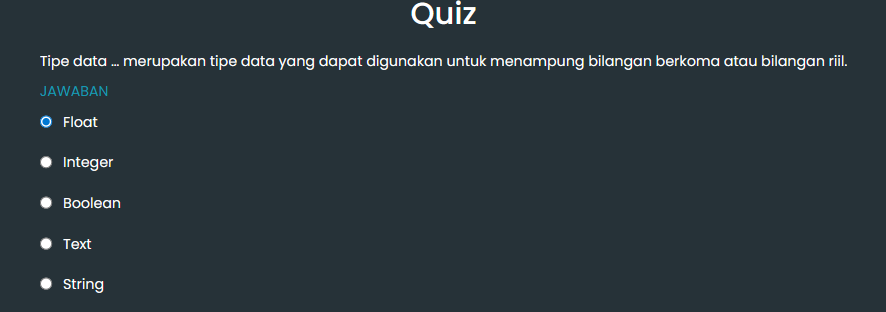 Quiz
Tipe data ... merupakan tipe data yang dapat digunakan untuk menampung bilangan berkoma atau bilangan riil.
JAWABAN
Float
Integer
Boolean
Text
String